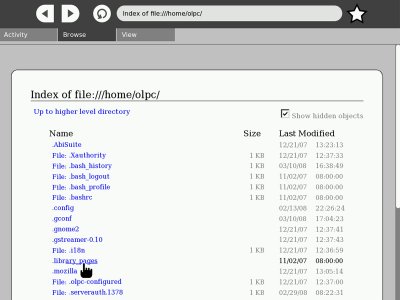 Index of file:///home/olpc/
Activity Browse View
Index of file:///home/olpc/
Up to higher level directory
Show hidden objects
Name Size Last Modified
.AbiSuite 12/21/07 13:23:13
File: .Xauthority 1 KB 12/21/07 12:37:33
File: .bash_history 1 KB 03/10/08 16:38:49
File: .bash_logout 1 KB 11/02/07 08:00:00
File: .bash_profile 1 KB 11/02/07 08:00:00
File: .bashrc 1 KB 11/02/07 08:00:00
.config 02/13/08 22:26:24
.gconf 03/10/08 17:04:23
.gnome2 12/21/07 12:37:41
.gstreamer-0.10 12/21/07 12:37:43
File: .i18n 1 KB 12/21/07 12:36:59
.library_pages 11/02/07 08:00:00
.mozilla 12/21/07 13:05:14
File: .olpc-configured 12/21/07 12:37:00
File: .serverauth.1378 1 KB 02/29/08 08:22:31